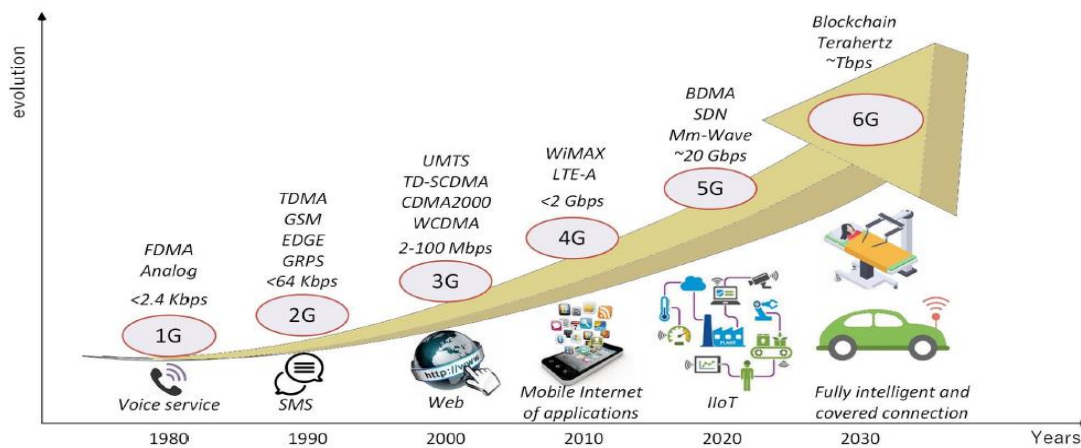 evolution
FDMA
Analog
<2.4 Kbps
1G
Voice service
1980
TDMA
GSM
EDGE
GRPS
<64 Kbps
2G
SMS
1990
UMTS
TD-SCDMA
CDMA2000
WCDMA
2-100 Mbps
3G
http://www
Web
2000
WiMAX
LTE-A
<2 Gbps
4G
Mobile Internet
of applications
2010
BDMA
SDN
Mm-Wave
~20 Gbps
5G
PLANT
IIoT
2020
Blockchain
Terahertz
~Tbps
6G
Fully intelligent and
covered connection
2030
Years